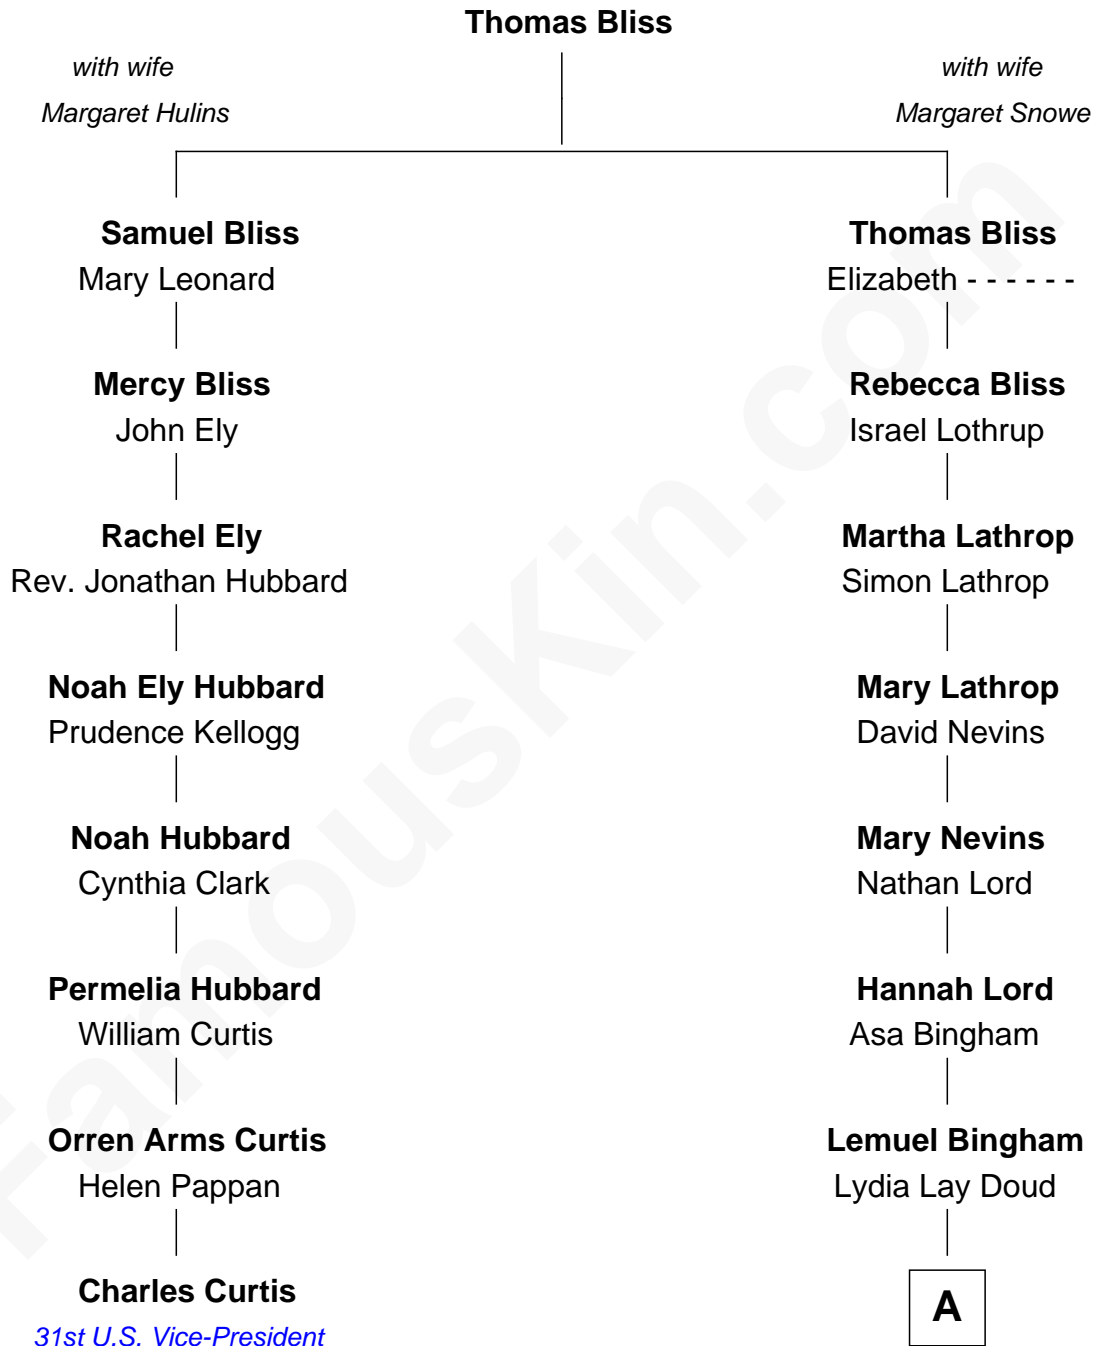 Thomas Bliss
with wife
Margaret Hulins
with wife
Margaret Snowe
Samuel Bliss
Mary Leonard
Thomas Bliss
Elizabeth - - - - - -
Mercy Bliss
John Ely
Rebecca Bliss
Israel Lothrup
Rachel Ely
Rev. Jonathan Hubbard
Martha Lathrop
Simon Lathrop
Noah Ely Hubbard
Prudence Kellogg
Mary Lathrop
David Nevins
Noah Hubbard
Cynthia Clark
Mary Nevins
Nathan Lord
Permelia Hubbard
William Curtis
Hannah Lord
Asa Bingham
Orren Arms Curtis
Helen Pappan
Lemuel Bingham
Lydia Lay Doud
Charles Curtis
31st U.S. Vice-President
A
FamousKin.com